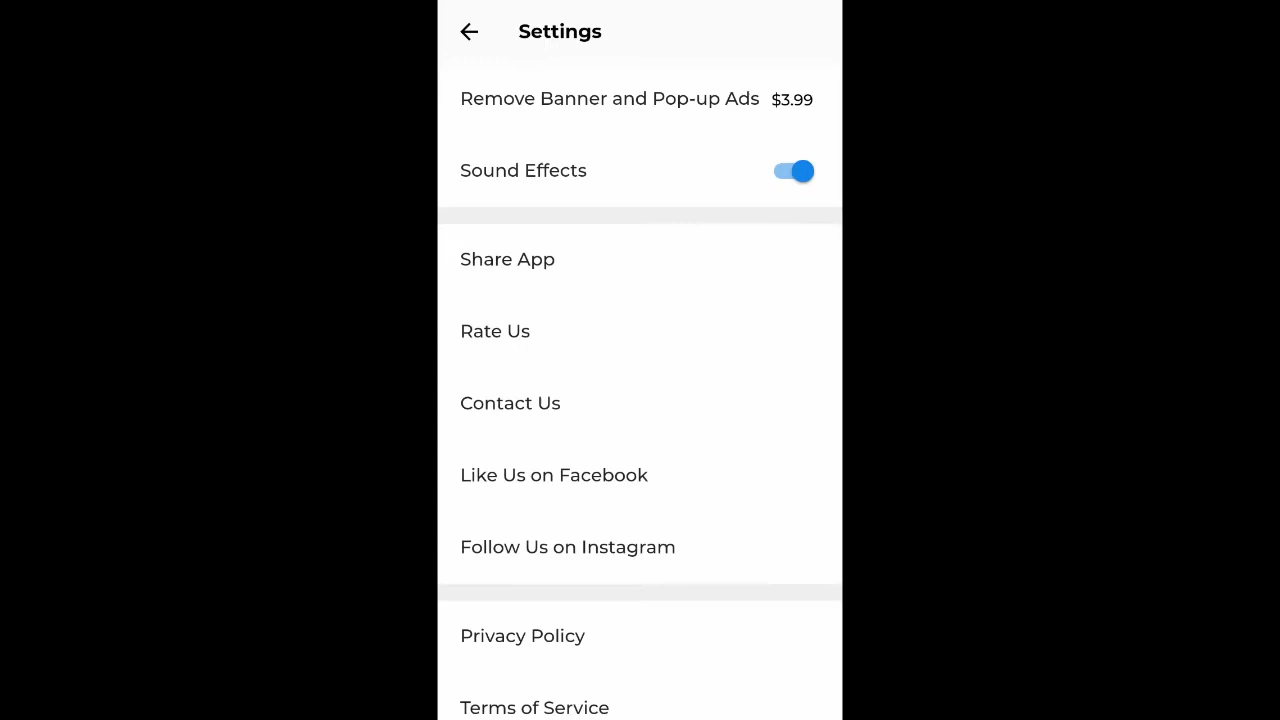 Settings
Remove Banner and Pop-up Ads $3.99
Sound Effects
Share App
Rate Us
Contact Us
Like Us on Facebook
Follow Us on Instagram
Privacy Policy
Terms of Service